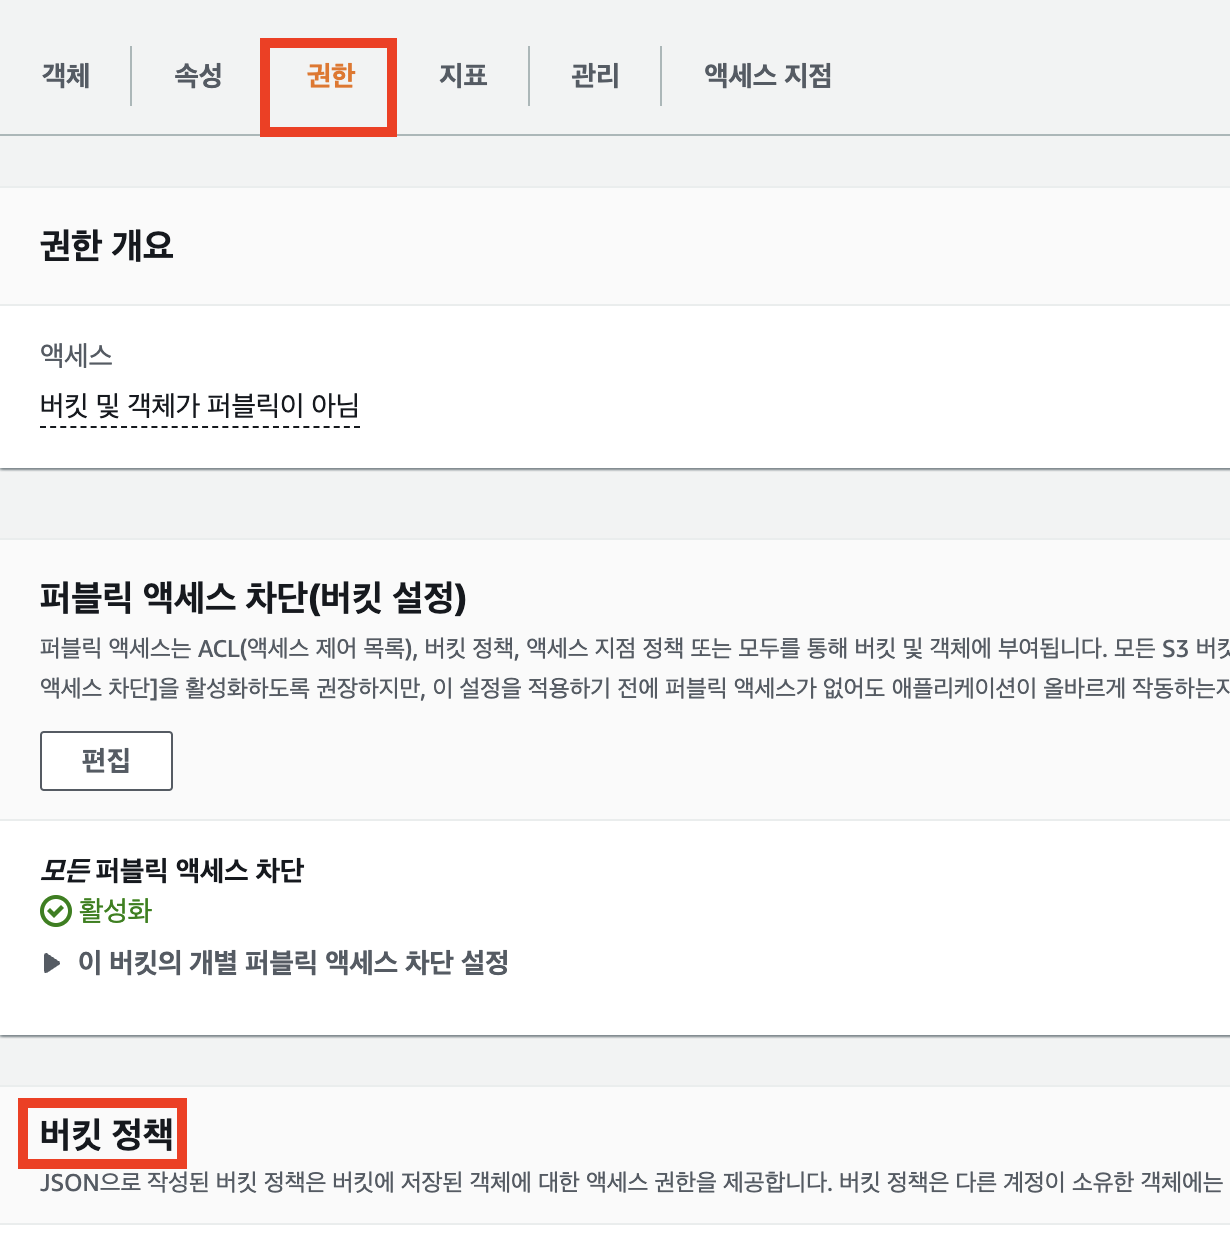 객체 속성 권한 지표 관리 액세스 지점
권한 개요
액세스
버킷 및 객체가 퍼블릭이 아님
퍼블릭 액세스 차단(버킷 설정)
퍼블릭 액세스는 ACL(액세스 제어 목록), 버킷 정책, 액세스 지점 정책 또는 모두를 통해 버킷 및 객체에 부여됩니다. 모든 S3 버킷
액세스 차단]을 활성화하도록 권장하지만, 이 설정을 적용하기 전에 퍼블릭 액세스가 없어도 애플리케이션이 올바르게 작동하는지
편집
모든 퍼블릭 액세스 차단
활성화
이 버킷의 개별 퍼블릭 액세스 차단 설정
버킷 정책
JSON으로 작성된 버킷 정책은 버킷에 저장된 객체에 대한 액세스 권한을 제공합니다. 버킷 정책은 다른 계정이 소유한 객체에는